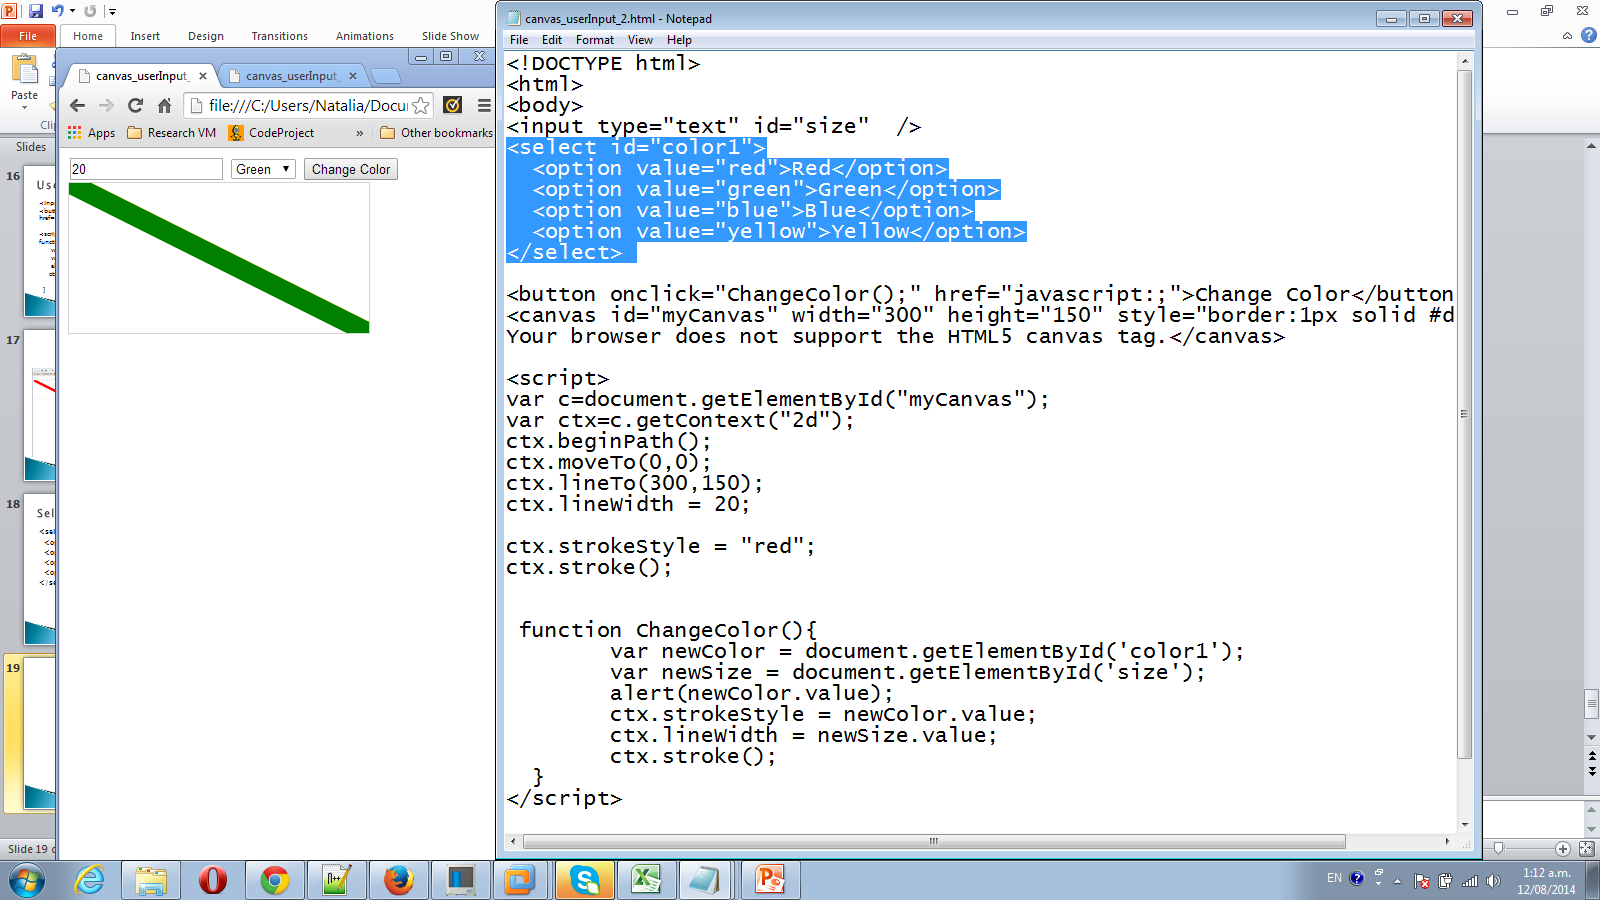 File
Home
Insert
Design
Transitions
Animations
Slide Show
Paste
Slides
16
17
18
19
Slide 19 o
canvas_userInput_
canvas_userInput_
file:///C:/Users/Natalia/Docu
Apps
Research VM
CodeProject
»
Other bookmarks
20
Green
Change Color
canvas_userInput_2.html - Notepad
File Edit Format View Help
<!DOCTYPE html>
<html>
<body>
<input type="text" id="size"  />
<select id="color1">
  <option value="red">Red</option>
  <option value="green">Green</option>
  <option value="blue">Blue</option>
  <option value="yellow">Yellow</option>
</select>
<button onclick="ChangeColor();" href="javascript:;">Change Color</button
<canvas id="myCanvas" width="300" height="150" style="border:1px solid #d
Your browser does not support the HTML5 canvas tag.</canvas>
<script>
var c=document.getElementById("myCanvas");
var ctx=c.getContext("2d");
ctx.beginPath();
ctx.moveTo(0,0);
ctx.lineTo(300,150);
ctx.lineWidth = 20;
ctx.strokeStyle = "red";
ctx.stroke();
 function ChangeColor(){
        var newColor = document.getElementById('color1');
        var newSize = document.getElementById('size');
        alert(newColor.value);
        ctx.strokeStyle = newColor.value;
        ctx.lineWidth = newSize.value;
        ctx.stroke();
  }
</script>
EN
1:12 a.m.
12/08/2014